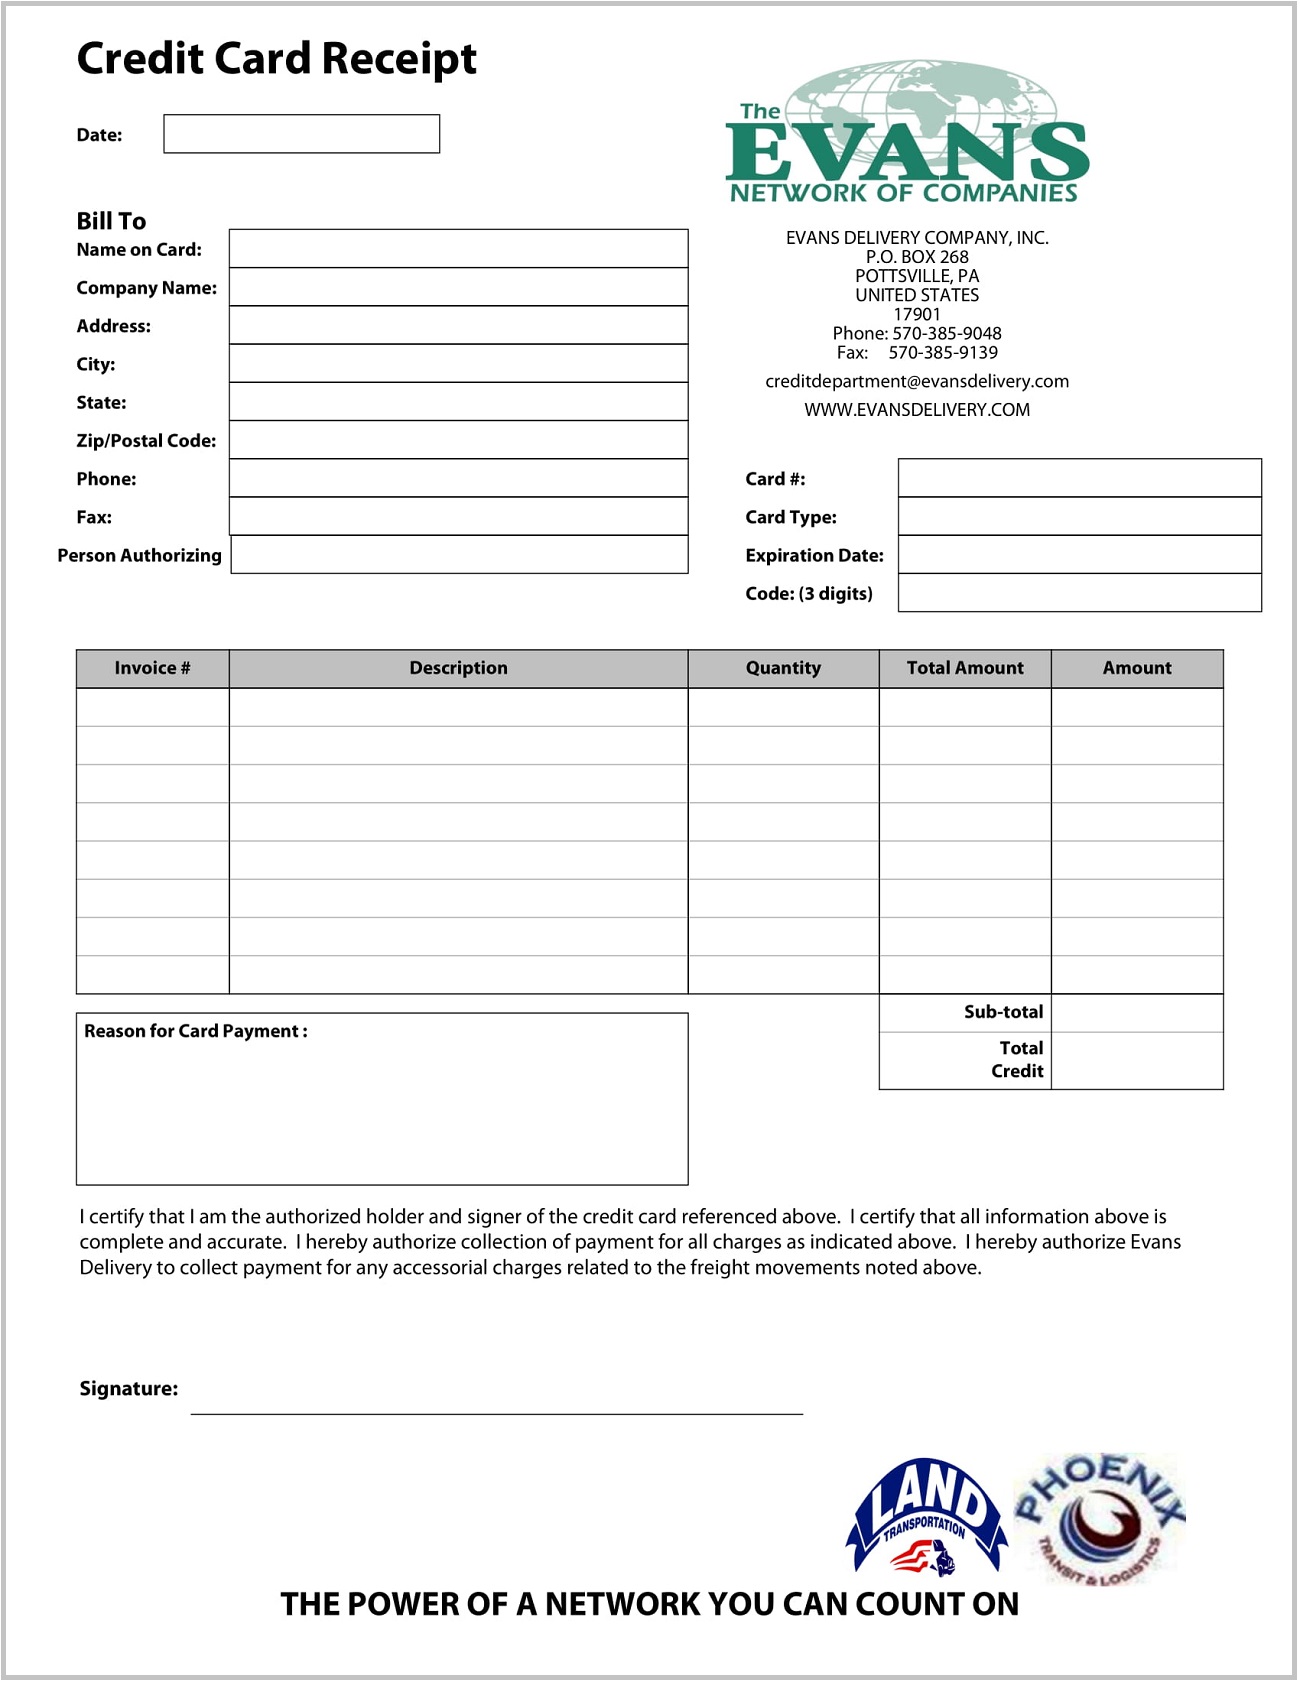 Credit Card Receipt
The
EVANS
NETWORK OF COMPANIES
Date:
Bill To
Name on Card:
Company Name:
Address:
City:
State:
Zip/Postal Code:
Phone:
Fax:
Person Authorizing
EVANS DELIVERY COMPANY, INC.
P.O. BOX 268
POTTSVILLE, PA
UNITED STATES
17901
Phone: 570-385-9048
Fax: 570-385-9139
creditdepartment@evansdelivery.com
WWW.EVANSDELIVERY.COM
Card #:
Card Type:
Expiration Date:
Code: (3 digits)
Invoice # Description Quantity Total Amount Amount
Sub-total
Total
Credit
Reason for Card Payment :
I certify that I am the authorized holder and signer of the credit card referenced above. I certify that all information above is
complete and accurate. I hereby authorize collection of payment for all charges as indicated above. I hereby authorize Evans
Delivery to collect payment for any accessorial charges related to the freight movements noted above.
Signature:
LAND
TRANSPORTATION
PHOENIX
TRANSIT & LOGISTICS
THE POWER OF A NETWORK YOU CAN COUNT ON